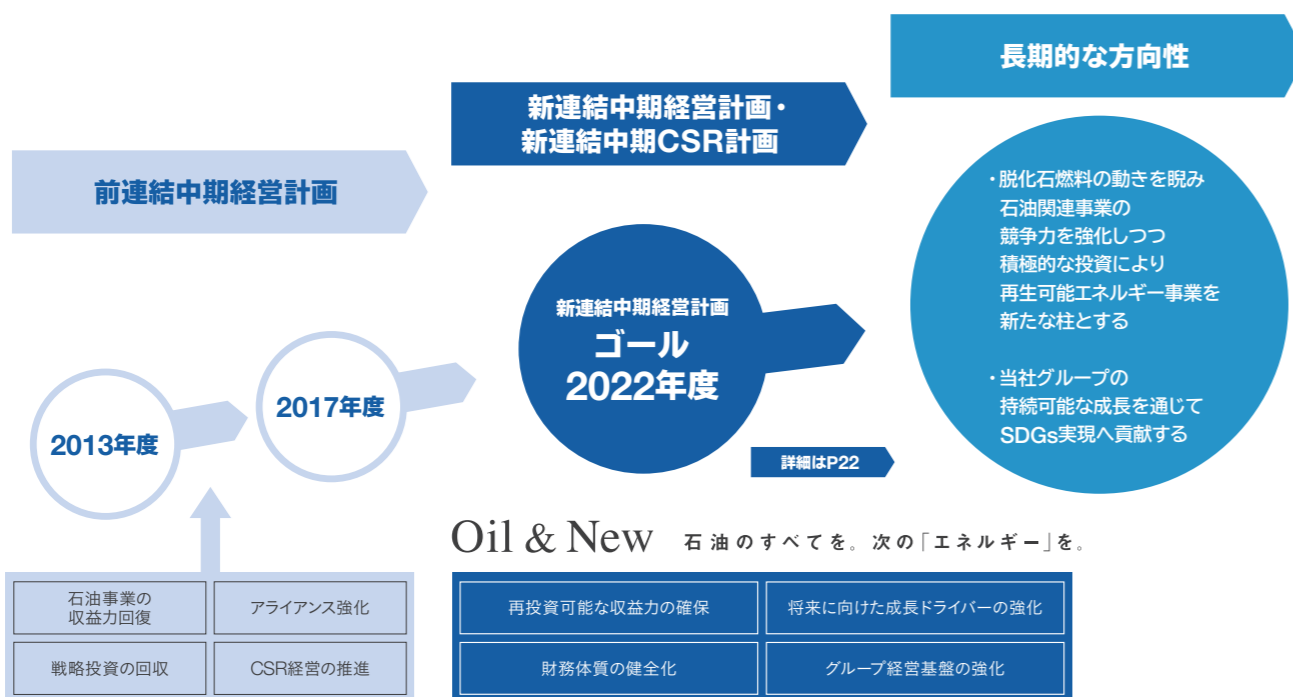 前連結中期経営計画
2013年度
2017年度
石油事業の
収益力回復
アライアンス強化
戦略投資の回収
CSR経営の推進
新連結中期経営計画・
新連結中期CSR計画
新連結中期経営計画
ゴール
2022年度
詳細はP22
Oil & New 石油のすべてを。次の「エネルギー」を。
再投資可能な収益力の確保
将来に向けた成長ドライバーの強化
財務体質の健全化
グループ経営基盤の強化
長期的な方向性
・脱化石燃料の動きを睨み
石油関連事業の
競争力を強化しつつ
積極的な投資により
再生可能エネルギー事業を
新たな柱とする
・当社グループの
持続可能な成長を通じて
SDGs実現へ貢献する